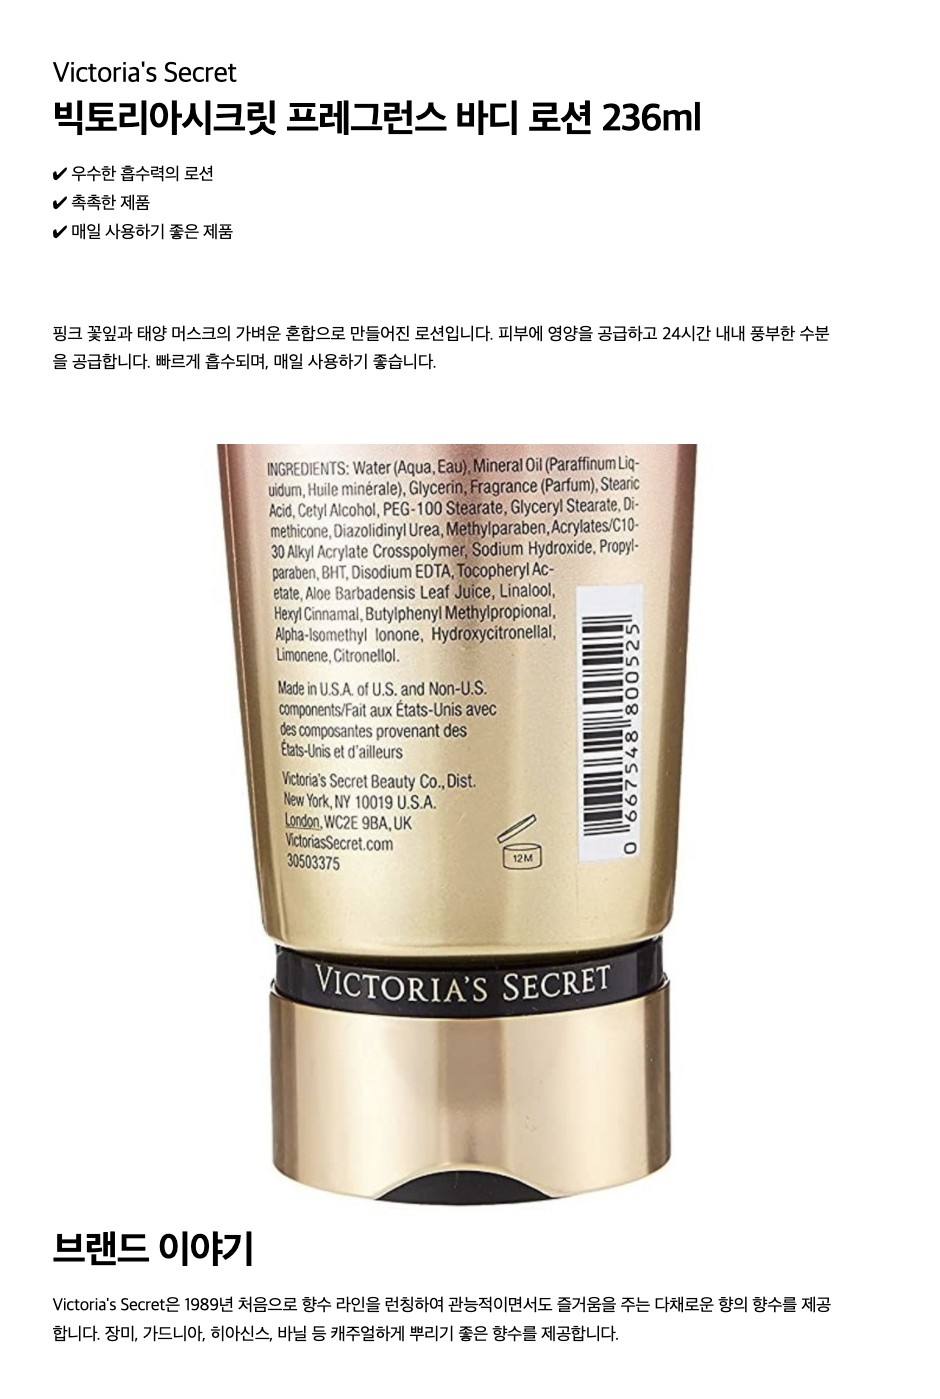 Victoria's Secret
빅토리아시크릿 프레그런스 바디 로션 236ml
✔ 우수한 흡수력의 로션
✔ 촉촉한 제품
✔ 매일 사용하기 좋은 제품
핑크 꽃잎과 태양 머스크의 가벼운 혼합으로 만들어진 로션입니다. 피부에 영양을 공급하고 24시간 내내 풍부한 수분
을 공급합니다. 빠르게 흡수되며, 매일 사용하기 좋습니다.
INGREDIENTS: Water (Aqua, Eau), Mineral Oil (Paraffinum Liq-
uidum, Huile minérale), Glycerin, Fragrance (Parfum), Stearic
Acid, Cetyl Alcohol, PEG-100 Stearate, Glyceryl Stearate, Di-
methicone, Diazolidinyl Urea, Methylparaben, Acrylates/C10-
30 Alkyl Acrylate Crosspolymer, Sodium Hydroxide, Propyl-
paraben, BHT, Disodium EDTA, Tocopheryl Ac-
etate, Aloe Barbadensis Leaf Juice, Linalool,
Hexyl Cinnamal, Butylphenyl Methylpropional,
Alpha-Isomethyl Ionone, Hydroxycitronellal,
Limonene, Citronellol.
Made in U.S.A. of U.S. and Non-U.S.
components/Fait aux États-Unis avec
des composantes provenant des
États-Unis et d'ailleurs
Victoria's Secret Beauty Co., Dist.
New York, NY 10019 U.S.A.
London, WC2E 9BA, UK
VictoriasSecret.com
30503375
12M
0 667548 800525
VICTORIA'S SECRET
브랜드 이야기
Victoria's Secret은 1989년 처음으로 향수 라인을 런칭하여 관능적이면서도 즐거움을 주는 다채로운 향의 향수를 제공
합니다. 장미, 가드니아, 히아신스, 바닐 등 캐주얼하게 뿌리기 좋은 향수를 제공합니다.